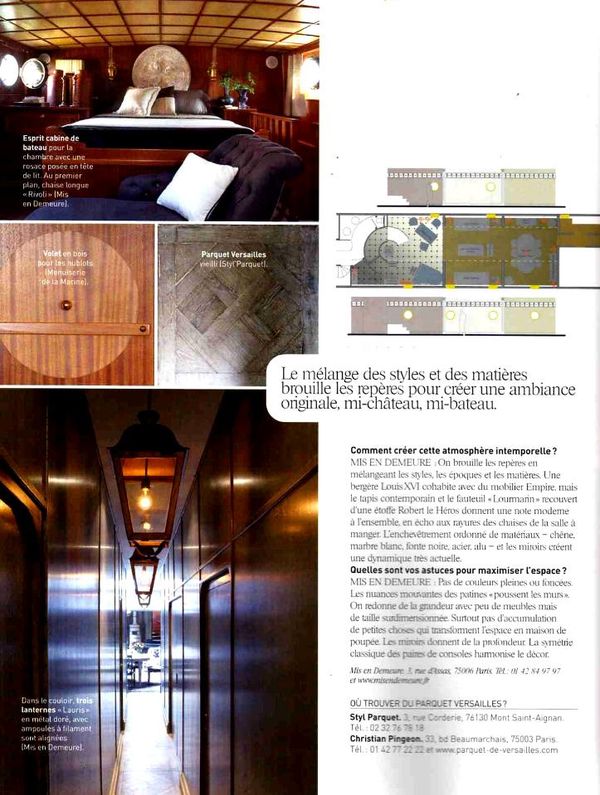 Esprit cabine de
bateau pour la
chambre avec une
rosace posée en tête
de lit. Au premier
plan, chaise longue
« Rivoli » (Mis
en Demeure).
Volet en bois
pour les hublots
(Menuiserie
de la Marine).
Parquet Versailles
vieilli (Styl'Parquet).
Le mélange des styles et des matières
brouille les repères pour créer une ambiance
originale, mi-château, mi-bateau.
Comment créer cette atmosphère intemporelle ?
MIS EN DEMEURE : On brouille les repères en
mélangeant les styles, les époques et les matières. Une
bergère Louis XVI cohabite avec du mobilier Empire, mais
le tapis contemporain et le fauteuil « Lourmarin » recouvert
d'une étoffe Robert le Héros donnent une note moderne
à l'ensemble, en écho aux rayures des chaises de la salle à
manger. L'enchevêtrement ordonné de matériaux – chêne,
marbre blanc, fonte noire, acier, alu – et les miroirs créent
une dynamique très actuelle.
Quelles sont vos astuces pour maximiser l'espace ?
MIS EN DEMEURE : Pas de couleurs pleines ou foncées.
Les nuances mouvantes des patines « poussent les murs ».
On redonne de la grandeur avec peu de meubles mais
de taille surdimensionnée. Surtout pas d'accumulation
de petites choses qui transforment l'espace en maison de
poupée. Les miroirs donnent de la profondeur. La symétrie
classique des paires de consoles harmonise le décor.
Mis en Demeure. 3, rue d'Assas, 75006 Paris. Tél. : 01 42 84 97 97
et www.misendemeure.fr
OÙ TROUVER DU PARQUET VERSAILLES ?
Styl Parquet. 3, rue Corderie, 76130 Mont Saint-Aignan.
Tél. : 02 32 76 78 18
Christian Pingeon. 33, bd Beaumarchais, 75003 Paris.
Tél. : 01 42 77 22 22 et www.parquet-de-versailles.com
Dans le couloir, trois
lanternes « Lauris »
en métal doré, avec
ampoules à filament
sont alignées
(Mis en Demeure).